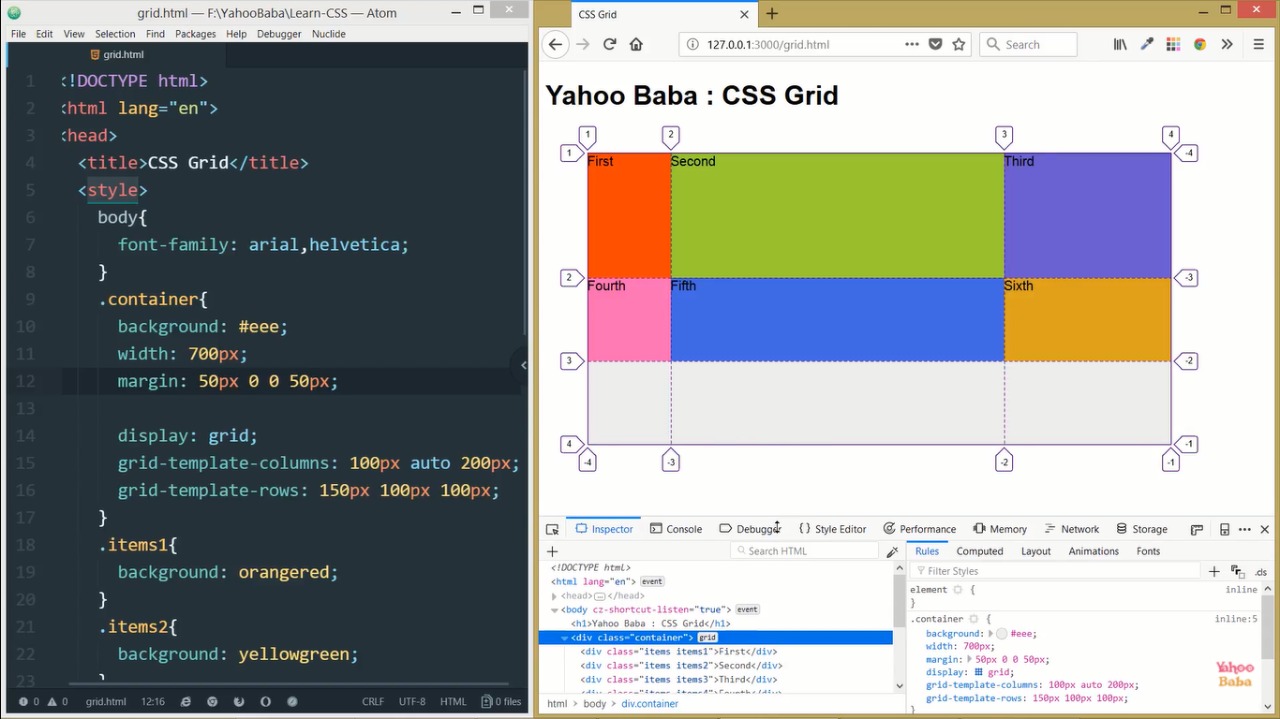 grid.html — F:\YahooBaba\Learn-CSS — Atom
File Edit View Selection Find Packages Help Debugger Nuclide
grid.html
1 <!DOCTYPE html>
2 <html lang="en">
3 <head>
4 <title>CSS Grid</title>
5 <style>
6 body{
7 font-family: arial,helvetica;
8 }
9 .container{
10 background: #eee;
11 width: 700px;
12 margin: 50px 0 0 50px;
13
14 display: grid;
15 grid-template-columns: 100px auto 200px;
16 grid-template-rows: 150px 100px 100px;
17 }
18 .items1{
19 background: orangered;
20 }
21 .items2{
22 background: yellowgreen;
23 }
0 0 grid.html 12:16 CRLF UTF-8 HTML 0 files
CSS Grid
127.0.0.1:3000/grid.html
Search
Yahoo Baba : CSS Grid
1 2 3 4
1 First Second Third -4
2 Fourth Fifth Sixth -3
3 -2
4 -1
-4 -3 -2 -1
Inspector Console Debugger Style Editor Performance Memory Network Storage
Search HTML
<!DOCTYPE html>
<html lang="en"> event
<head></head>
<body cz-shortcut-listen="true"> event
<h1>Yahoo Baba : CSS Grid</h1>
<div class="container"> grid
<div class="items items1">First</div>
<div class="items items2">Second</div>
<div class="items items3">Third</div>
<div class="items items4">Fourth</div>
html › body › div.container
Rules Computed Layout Animations Fonts
Filter Styles .cls
element { inline
}
.container { inline:5
background: #eee;
width: 700px;
margin: 50px 0 0 50px;
display: grid;
grid-template-columns: 100px auto 200px;
grid-template-rows: 150px 100px 100px;
}
Yahoo
Baba